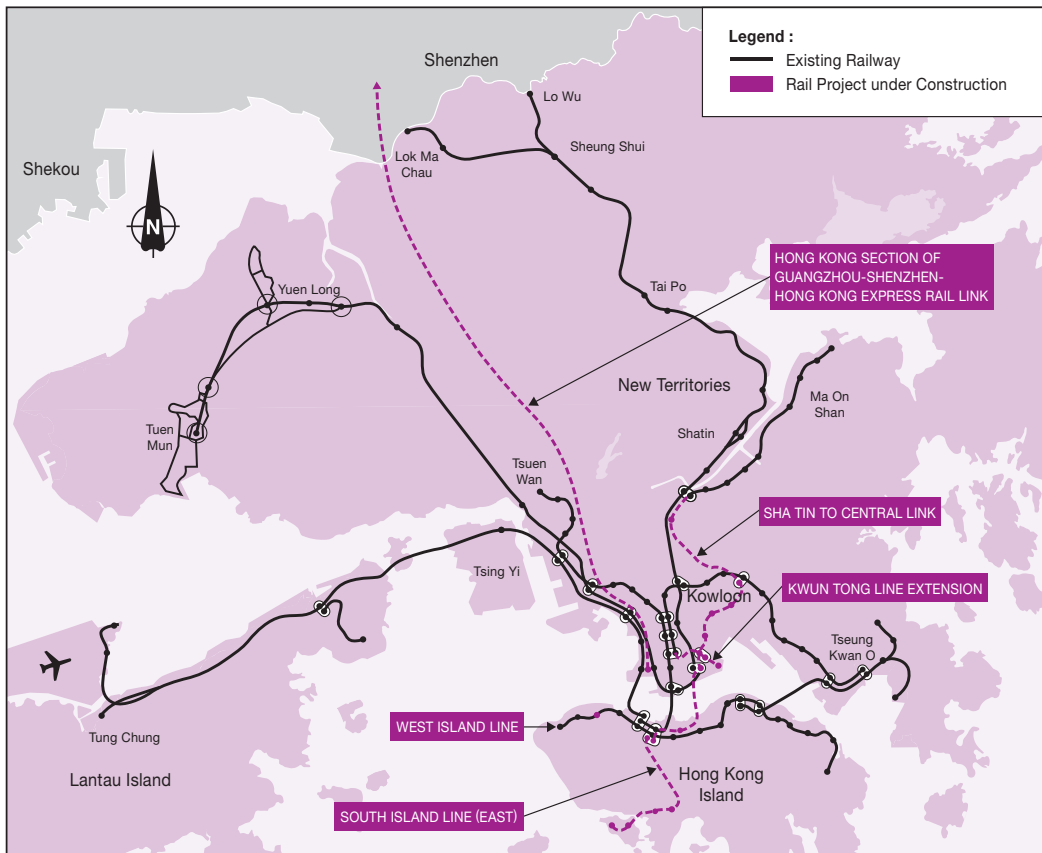 Legend :
Existing Railway
Rail Project under Construction
Shenzhen
Lo Wu
Sheung Shui
Lok Ma
Chau
Shekou
N
HONG KONG SECTION OF
GUANGZHOU-SHENZHEN-
HONG KONG EXPRESS RAIL LINK
Yuen Long
Tai Po
New Territories
Ma On
Shan
Tuen
Mun
Shatin
Tsuen
Wan
SHA TIN TO CENTRAL LINK
Tsing Yi
Kowloon
KWUN TONG LINE EXTENSION
Tseung
Kwan O
WEST ISLAND LINE
Tung Chung
Lantau Island
Hong Kong
Island
SOUTH ISLAND LINE (EAST)